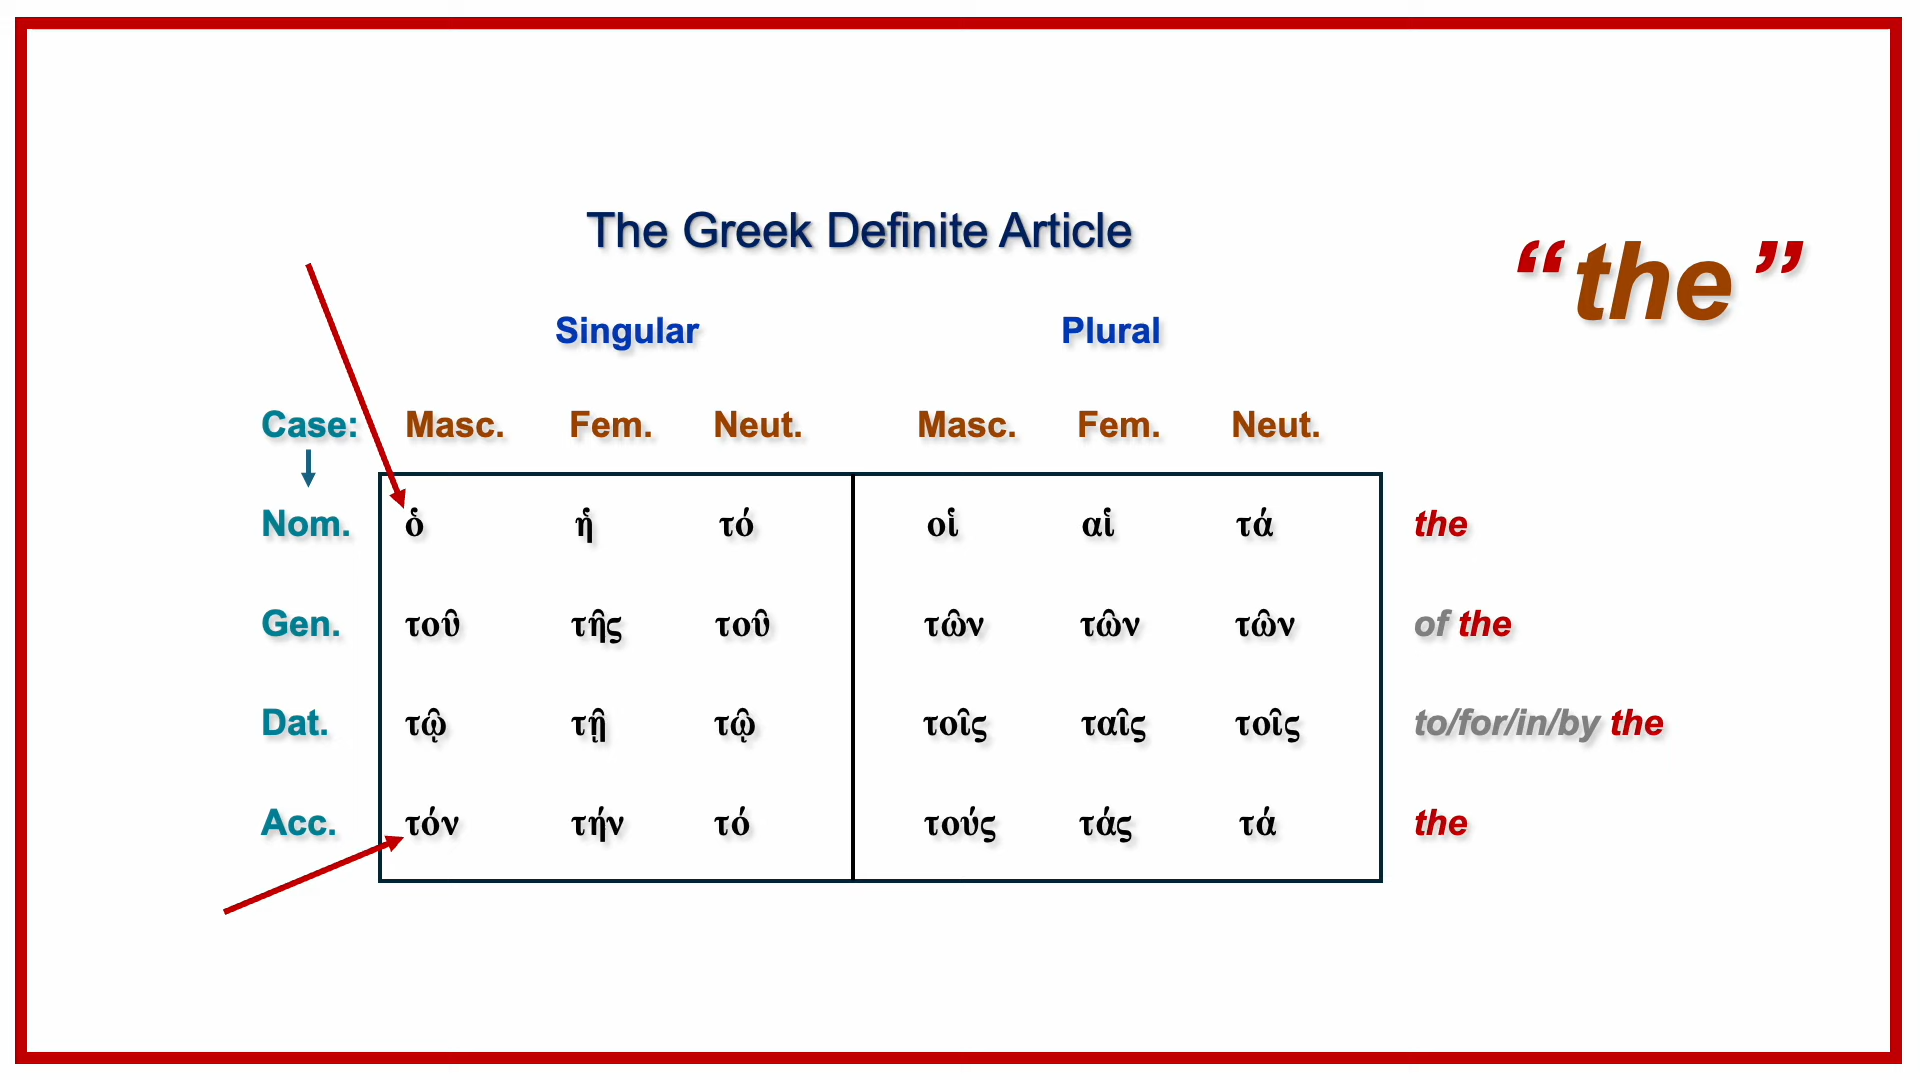 The Greek Definite Article
“the”
Singular Plural
Case: Masc. Fem. Neut. Masc. Fem. Neut.
Nom. ὁ ἡ τό οἱ αἱ τά the
Gen. τοῦ τῆς τοῦ τῶν τῶν τῶν of the
Dat. τῷ τῇ τῷ τοῖς ταῖς τοῖς to/for/in/by the
Acc. τόν τήν τό τούς τάς τά the